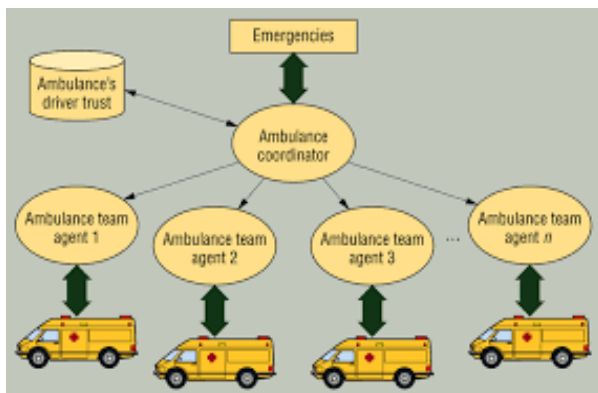 Emergencies
Ambulance's
driver trust
Ambulance
coordinator
Ambulance team
agent 1
Ambulance team
agent 2
Ambulance team
agent 3
...
Ambulance team
agent n